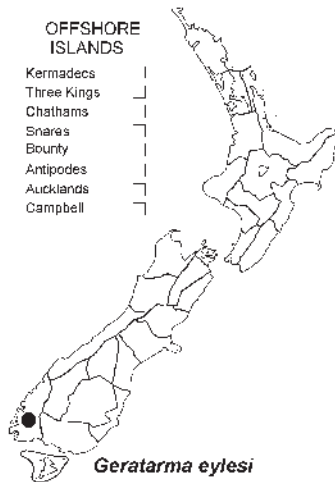 OFFSHORE
ISLANDS
Kermadecs
Three Kings
Chathams
Snares
Bounty
Antipodes
Aucklands
Campbell
Geratarma eylesi